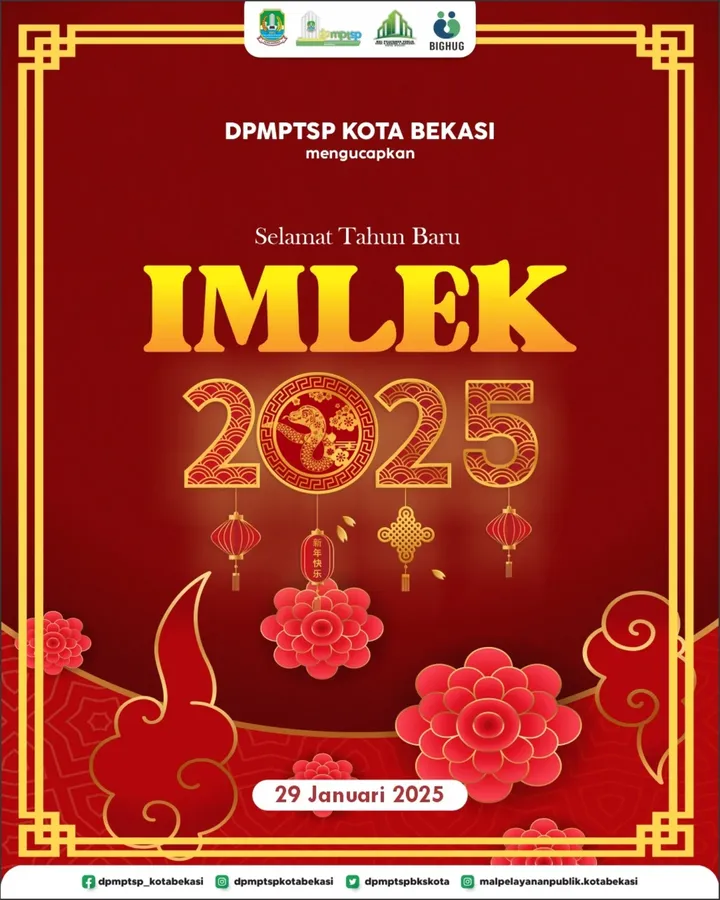 dpmptsp
BIGHUG
DPMPTSP KOTA BEKASI
mengucapkan
Selamat Tahun Baru
IMLEK
2025
新年快乐
29 Januari 2025
dpmptsp_kotabekasi
dpmptspkotabekasi
dpmptspbkskota
malpelayananpublik.kotabekasi